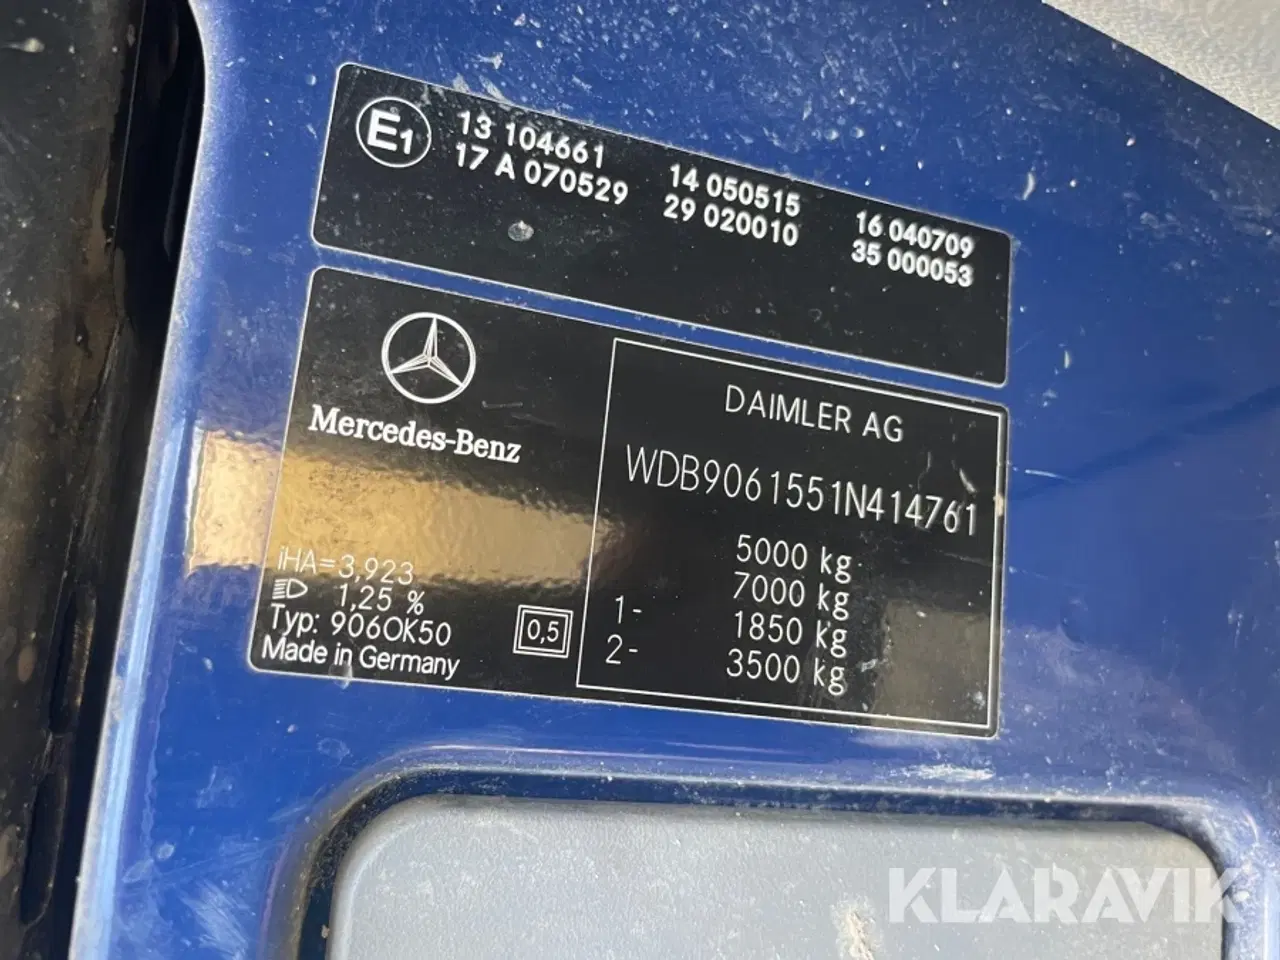 E1
13 104661 14 050515 16 040709
17 A 070529 29 020010 35 000053
Mercedes-Benz
DAIMLER AG
WDB9061551N414761
5000 kg
7000 kg
1- 1850 kg
2- 3500 kg
iHA=3,923
1,25 %
Typ: 906OK50
Made in Germany
0,5
KLARAVIK